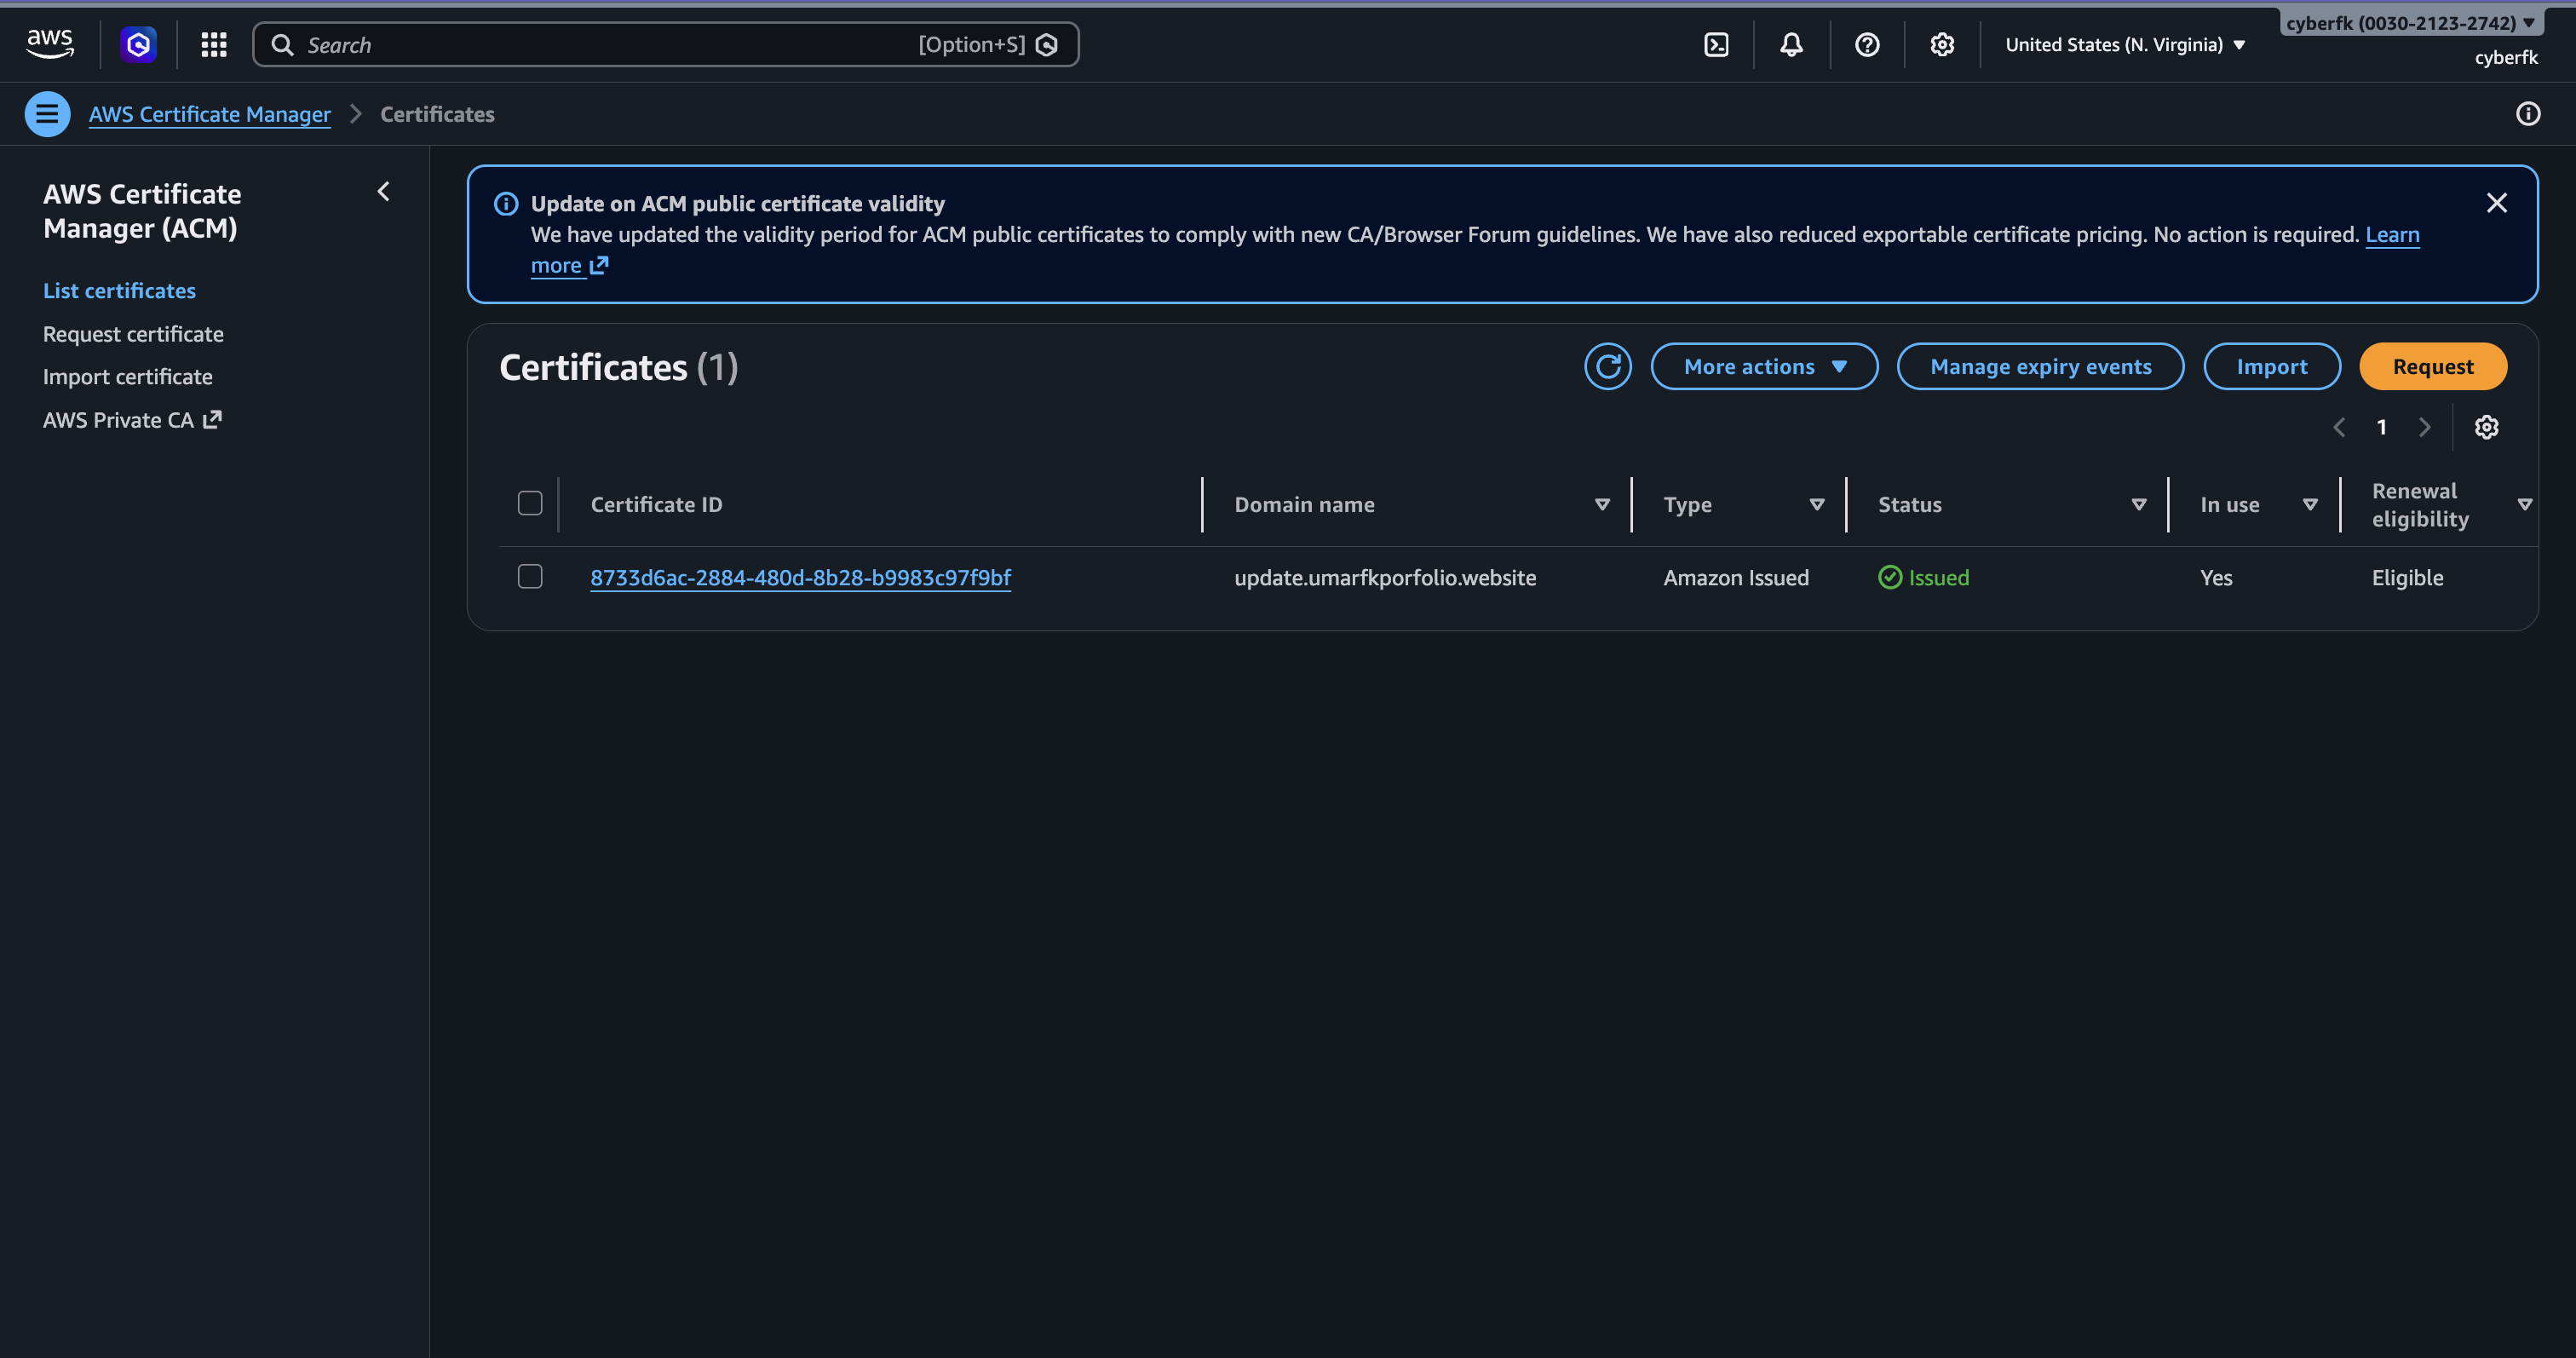 aws
Search
[Option+S]
United States (N. Virginia)
cyberfk (0030-2123-2742)
cyberfk
AWS Certificate Manager
Certificates
AWS Certificate
Manager (ACM)
List certificates
Request certificate
Import certificate
AWS Private CA
Update on ACM public certificate validity
We have updated the validity period for ACM public certificates to comply with new CA/Browser Forum guidelines. We have also reduced exportable certificate pricing. No action is required. Learn
more
Certificates (1)
More actions
Manage expiry events
Import
Request
1
Certificate ID
Domain name
Type
Status
In use
Renewal
eligibility
8733d6ac-2884-480d-8b28-b9983c97f9bf
update.umarfkporfolio.website
Amazon Issued
Issued
Yes
Eligible